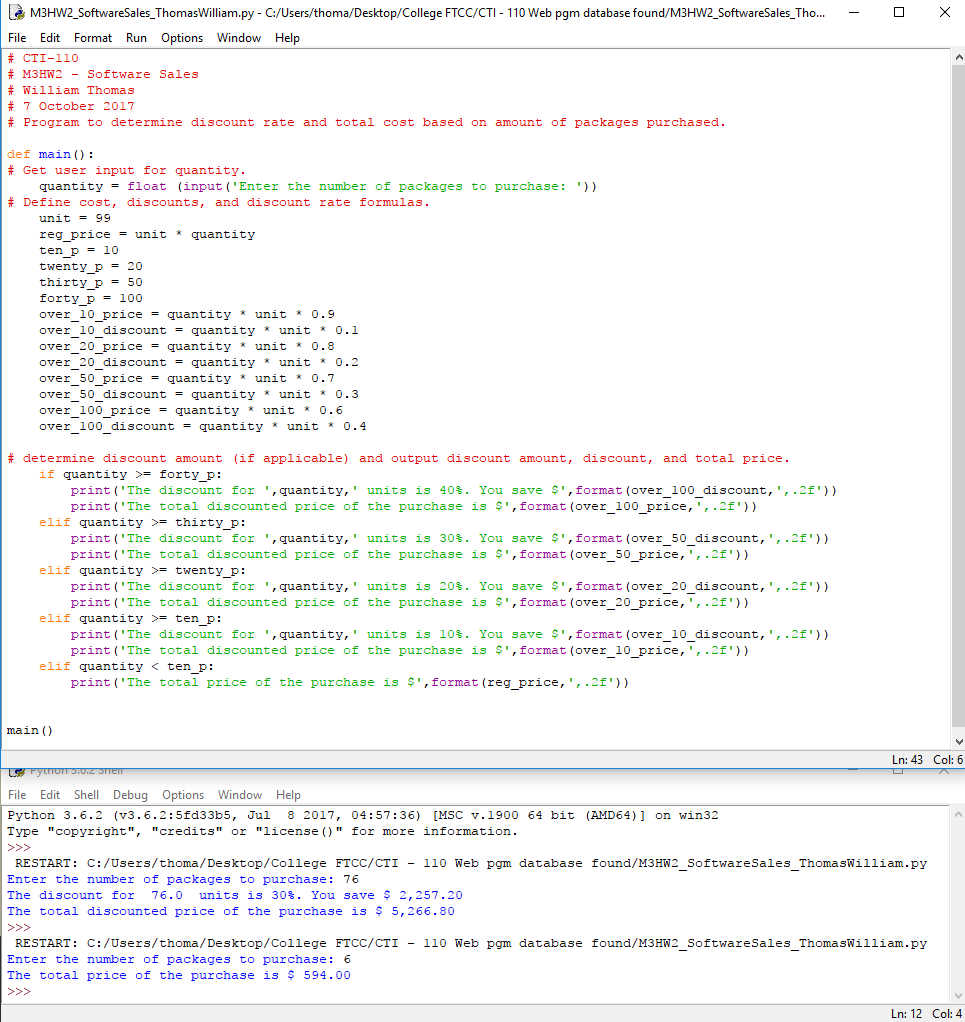 M3HW2_SoftwareSales_ThomasWilliam.py - C:/Users/thoma/Desktop/College FTCC/CTI - 110 Web pgm database found/M3HW2_SoftwareSales_Tho...
File Edit Format Run Options Window Help
# CTI-110
# M3HW2 - Software Sales
# William Thomas
# 7 October 2017
# Program to determine discount rate and total cost based on amount of packages purchased.

def main():
# Get user input for quantity.
    quantity = float (input('Enter the number of packages to purchase: '))
# Define cost, discounts, and discount rate formulas.
    unit = 99
    reg_price = unit * quantity
    ten_p = 10
    twenty_p = 20
    thirty_p = 50
    forty_p = 100
    over_10_price = quantity * unit * 0.9
    over_10_discount = quantity * unit * 0.1
    over_20_price = quantity * unit * 0.8
    over_20_discount = quantity * unit * 0.2
    over_50_price = quantity * unit * 0.7
    over_50_discount = quantity * unit * 0.3
    over_100_price = quantity * unit * 0.6
    over_100_discount = quantity * unit * 0.4

# determine discount amount (if applicable) and output discount amount, discount, and total price.
    if quantity >= forty_p:
        print('The discount for ',quantity,' units is 40%. You save $',format(over_100_discount,',.2f'))
        print('The total discounted price of the purchase is $',format(over_100_price,',.2f'))
    elif quantity >= thirty_p:
        print('The discount for ',quantity,' units is 30%. You save $',format(over_50_discount,',.2f'))
        print('The total discounted price of the purchase is $',format(over_50_price,',.2f'))
    elif quantity >= twenty_p:
        print('The discount for ',quantity,' units is 20%. You save $',format(over_20_discount,',.2f'))
        print('The total discounted price of the purchase is $',format(over_20_price,',.2f'))
    elif quantity >= ten_p:
        print('The discount for ',quantity,' units is 10%. You save $',format(over_10_discount,',.2f'))
        print('The total discounted price of the purchase is $',format(over_10_price,',.2f'))
    elif quantity < ten_p:
        print('The total price of the purchase is $',format(reg_price,',.2f'))

main()
Ln: 43 Col: 6
Python 3.6.2 Shell
File Edit Shell Debug Options Window Help
Python 3.6.2 (v3.6.2:5fd33b5, Jul  8 2017, 04:57:36) [MSC v.1900 64 bit (AMD64)] on win32
Type "copyright", "credits" or "license()" for more information.
>>>
 RESTART: C:/Users/thoma/Desktop/College FTCC/CTI - 110 Web pgm database found/M3HW2_SoftwareSales_ThomasWilliam.py
Enter the number of packages to purchase: 76
The discount for  76.0  units is 30%. You save $ 2,257.20
The total discounted price of the purchase is $ 5,266.80
>>>
 RESTART: C:/Users/thoma/Desktop/College FTCC/CTI - 110 Web pgm database found/M3HW2_SoftwareSales_ThomasWilliam.py
Enter the number of packages to purchase: 6
The total price of the purchase is $ 594.00
>>>
Ln: 12 Col: 4